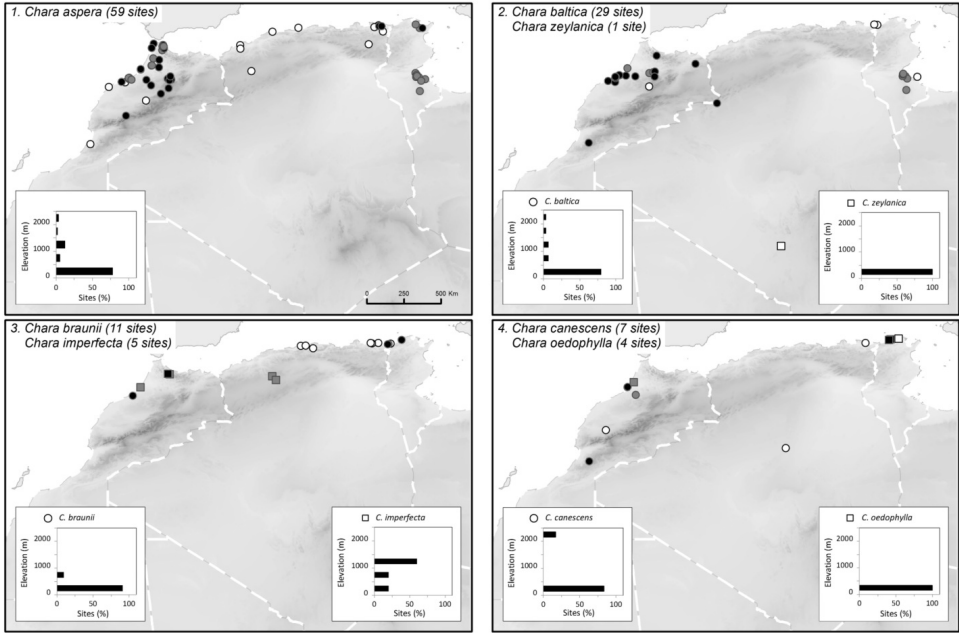 1. Chara aspera (59 sites)
Elevation (m)
2000
1000
0
0 50 100
Sites (%)
0 250 500 Km
2. Chara baltica (29 sites)
Chara zeylanica (1 site)
C. baltica
Elevation (m)
2000
1000
0
0 50 100
Sites (%)
C. zeylanica
Elevation (m)
2000
1000
0
0 50 100
Sites (%)
3. Chara braunii (11 sites)
Chara imperfecta (5 sites)
C. braunii
Elevation (m)
2000
1000
0
0 50 100
Sites (%)
C. imperfecta
Elevation (m)
2000
1000
0
0 50 100
Sites (%)
4. Chara canescens (7 sites)
Chara oedophylla (4 sites)
C. canescens
Elevation (m)
2000
1000
0
0 50 100
Sites (%)
C. oedophylla
Elevation (m)
2000
1000
0
0 50 100
Sites (%)